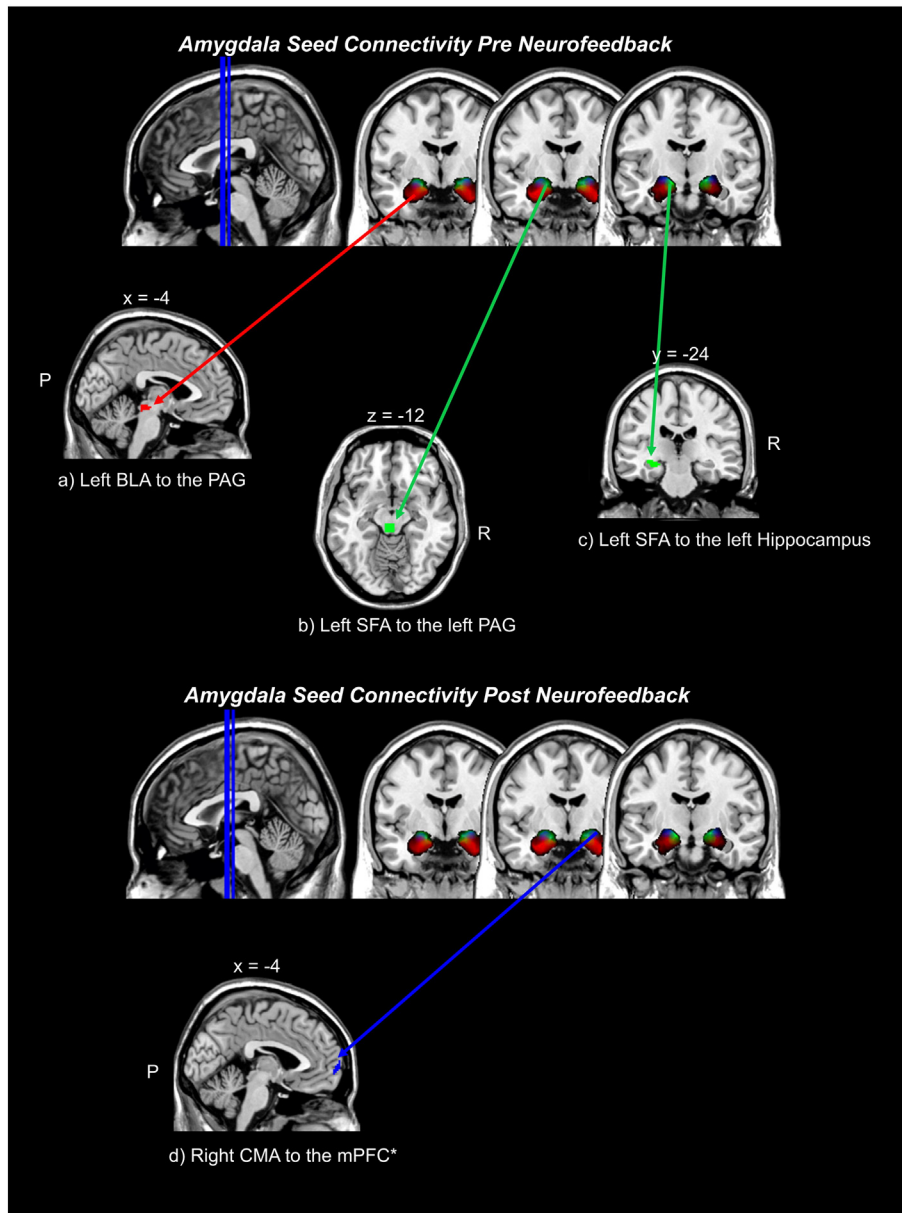 Amygdala Seed Connectivity Pre Neurofeedback
x = -4
P
a) Left BLA to the PAG
z = -12
R
b) Left SFA to the left PAG
y = -24
R
c) Left SFA to the left Hippocampus
Amygdala Seed Connectivity Post Neurofeedback
x = -4
P
d) Right CMA to the mPFC*